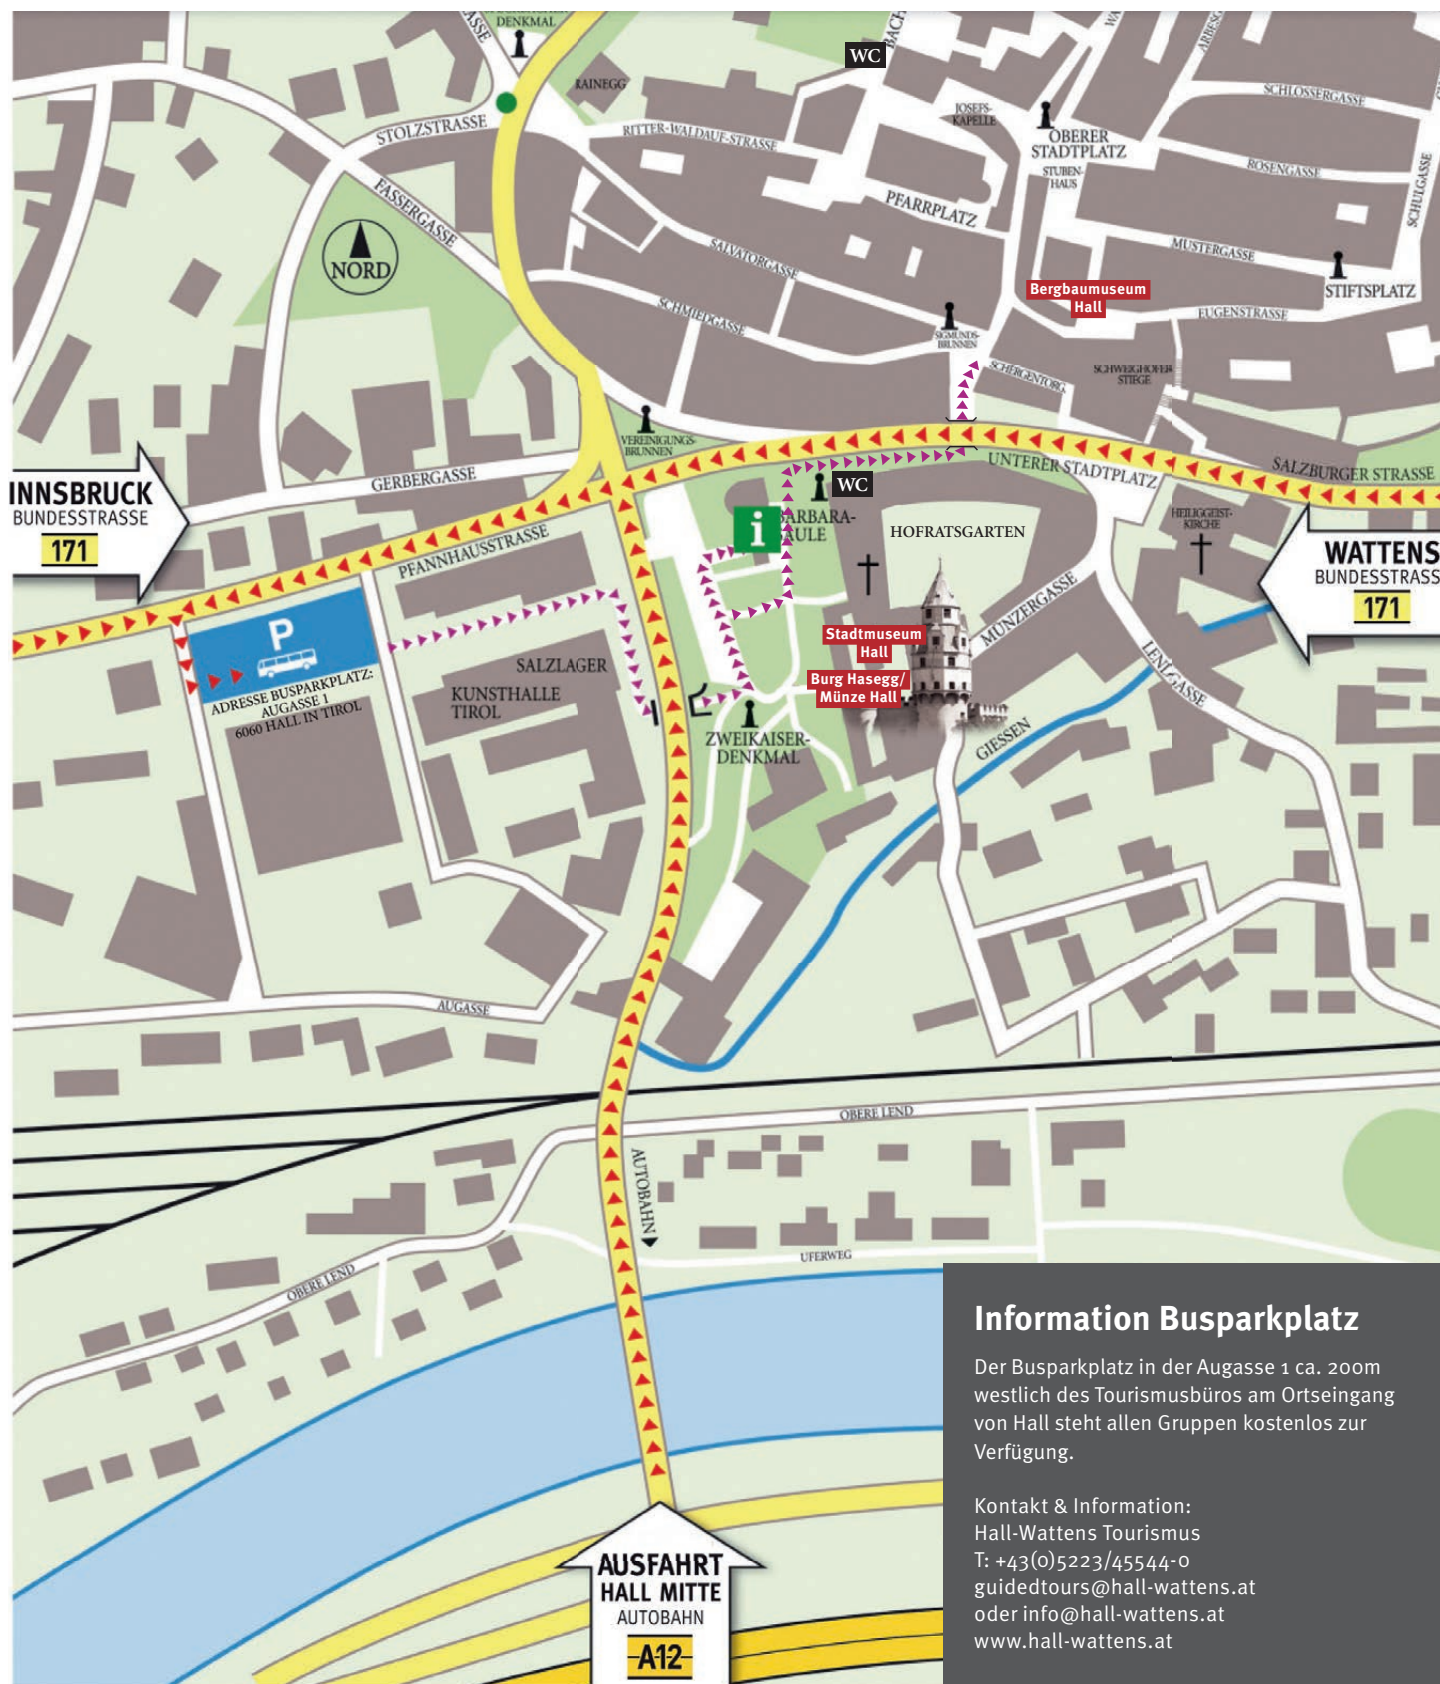 DENKMAL
WC
RAINEGG
STOLZSTRASSE
RITTER-WALDAUF-STRASSE
JOSEFS-
KAPELLE
OBERER
STADTPLATZ
STUBEN-
HAUS
SCHLOSSERGASSE
ROSENGASSE
SCHULGASSE
FASSERGASSE
PFARRPLATZ
NORD
SALVATORGASSE
MUSTERGASSE
STIFTSPLATZ
Bergbaumuseum
Hall
EUGENSTRASSE
SCHMIEDGASSE
SIGMUNDS-
BRUNNEN
SCHERGENTORG.
SCHWEIGHOFER
STIEGE
VEREINIGUNGS-
BRUNNEN
GERBERGASSE
UNTERER STADTPLATZ
SALZBURGER STRASSE
INNSBRUCK
BUNDESSTRASSE
171
WC
i
BARBARA-
SÄULE
HOFRATSGARTEN
HEILIGGEIST-
KIRCHE
PFANNHAUSSTRASSE
WATTENS
BUNDESSTRASS
171
MÜNZERGASSE
P
Stadtmuseum
Hall
Burg Hasegg/
Münze Hall
LENDGASSE
SALZLAGER
KUNSTHALLE
TIROL
ADRESSE BUSPARKPLATZ:
AUGASSE 1
6060 HALL IN TIROL
ZWEIKAISER-
DENKMAL
GIESSEN
AUGASSE
OBERE LEND
AUTOBAHN
UFERWEG
OBERE LEND
AUSFAHRT
HALL MITTE
AUTOBAHN
A12
Information Busparkplatz
Der Busparkplatz in der Augasse 1 ca. 200m
westlich des Tourismusbüros am Ortseingang
von Hall steht allen Gruppen kostenlos zur
Verfügung.
Kontakt & Information:
Hall-Wattens Tourismus
T: +43(0)5223/45544-0
guidedtours@hall-wattens.at
oder info@hall-wattens.at
www.hall-wattens.at